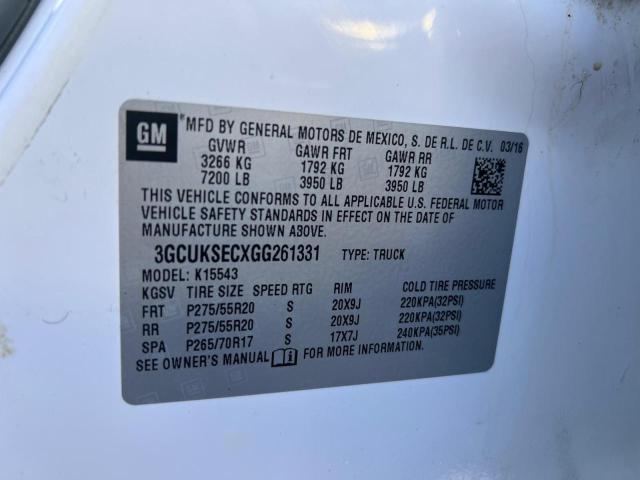 GM
*MFD BY GENERAL MOTORS DE MEXICO, S. DE R.L. DE C.V. 03/16
GVWR GAWR FRT GAWR RR
3266 KG 1792 KG 1792 KG
7200 LB 3950 LB 3950 LB
THIS VEHICLE CONFORMS TO ALL APPLICABLE U.S. FEDERAL MOTOR
VEHICLE SAFETY STANDARDS IN EFFECT ON THE DATE OF
MANUFACTURE SHOWN ABOVE.
3GCUKSECXGG261331 TYPE: TRUCK
MODEL: K15543
KGSV TIRE SIZE SPEED RTG RIM COLD TIRE PRESSURE
FRT P275/55R20 S 20X9J 220KPA(32PSI)
RR P275/55R20 S 20X9J 220KPA(32PSI)
SPA P265/70R17 S 17X7J 240KPA(35PSI)
SEE OWNER'S MANUAL FOR MORE INFORMATION.